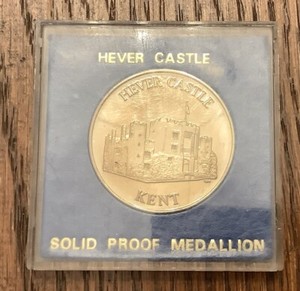 HEVER CASTLE
HEVER-CASTLE
KENT
SOLID PROOF MEDALLION